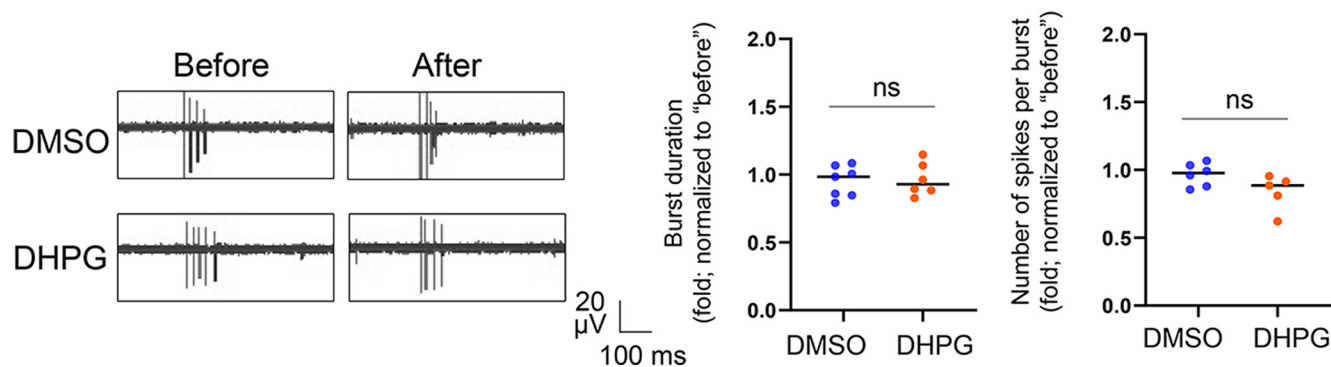 Before After
DMSO
DHPG
20
µV
100 ms
Burst duration
(fold; normalized to “before”)
2.0
1.5
1.0
0.5
0.0
ns
DMSO DHPG
Number of spikes per burst
(fold; normalized to “before”)
2.0
1.5
1.0
0.5
0.0
ns
DMSO DHPG